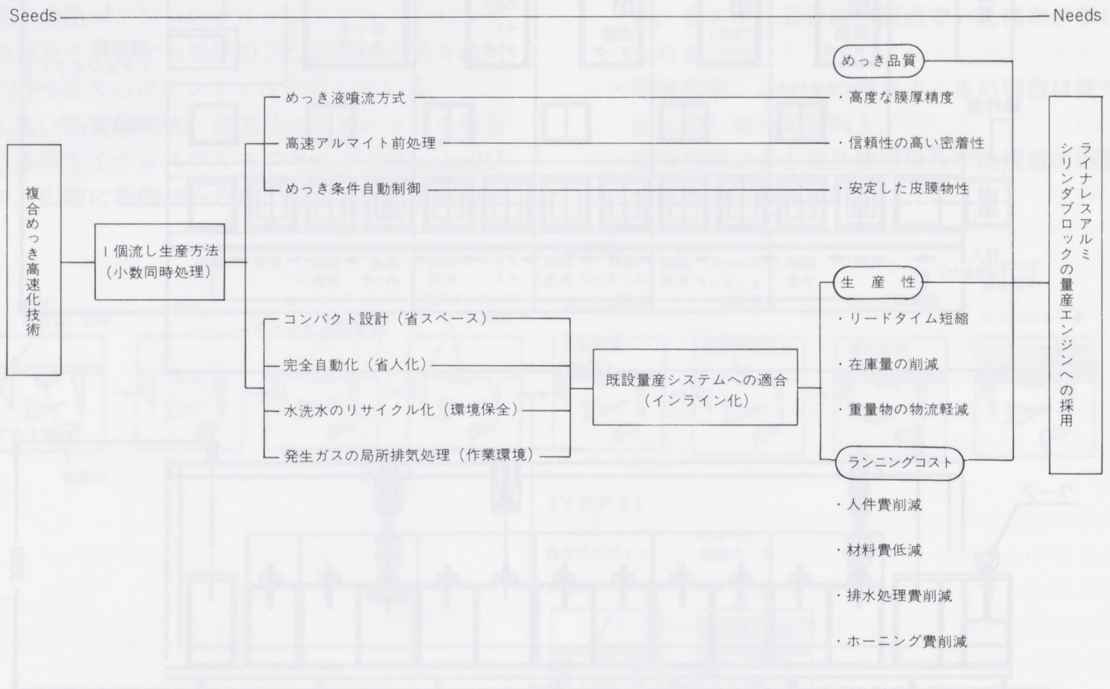 Seeds
Needs
複合めっき高速化技術
1個流し生産方法
(小数同時処理)
めっき液噴流方式
高速アルマイト前処理
めっき条件自動制御
コンパクト設計(省スペース)
完全自動化(省人化)
水洗水のリサイクル化(環境保全)
発生ガスの局所排気処理(作業環境)
既設量産システムへの適合
(インライン化)
めっき品質
・高度な膜厚精度
・信頼性の高い密着性
・安定した皮膜物性
生産性
・リードタイム短縮
・在庫量の削減
・重量物の物流軽減
ランニングコスト
・人件費削減
・材料費低減
・排水処理費削減
・ホーニング費削減
ライナレスアルミ
シリンダブロックの量産エンジンへの採用